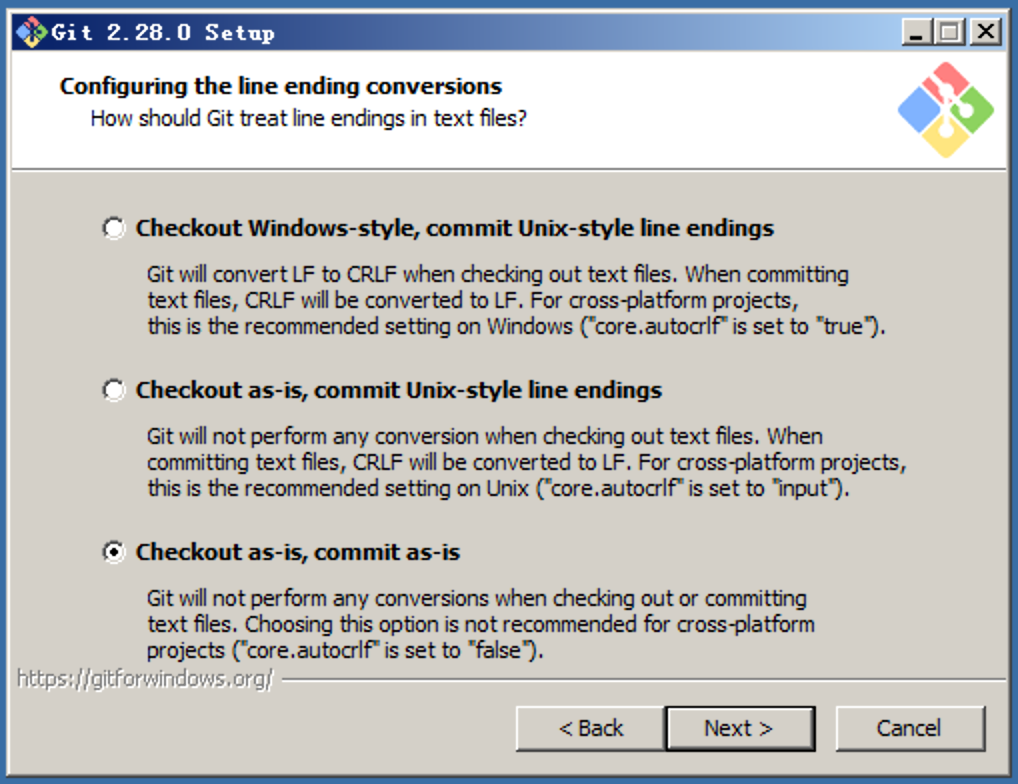 Git 2.28.0 Setup
Configuring the line ending conversions
How should Git treat line endings in text files?
Checkout Windows-style, commit Unix-style line endings
Git will convert LF to CRLF when checking out text files. When committing
text files, CRLF will be converted to LF. For cross-platform projects,
this is the recommended setting on Windows ("core.autocrlf" is set to "true").
Checkout as-is, commit Unix-style line endings
Git will not perform any conversion when checking out text files. When
committing text files, CRLF will be converted to LF. For cross-platform projects,
this is the recommended setting on Unix ("core.autocrlf" is set to "input").
Checkout as-is, commit as-is
Git will not perform any conversions when checking out or committing
text files. Choosing this option is not recommended for cross-platform
projects ("core.autocrlf" is set to "false").
https://gitforwindows.org/
< Back Next > Cancel